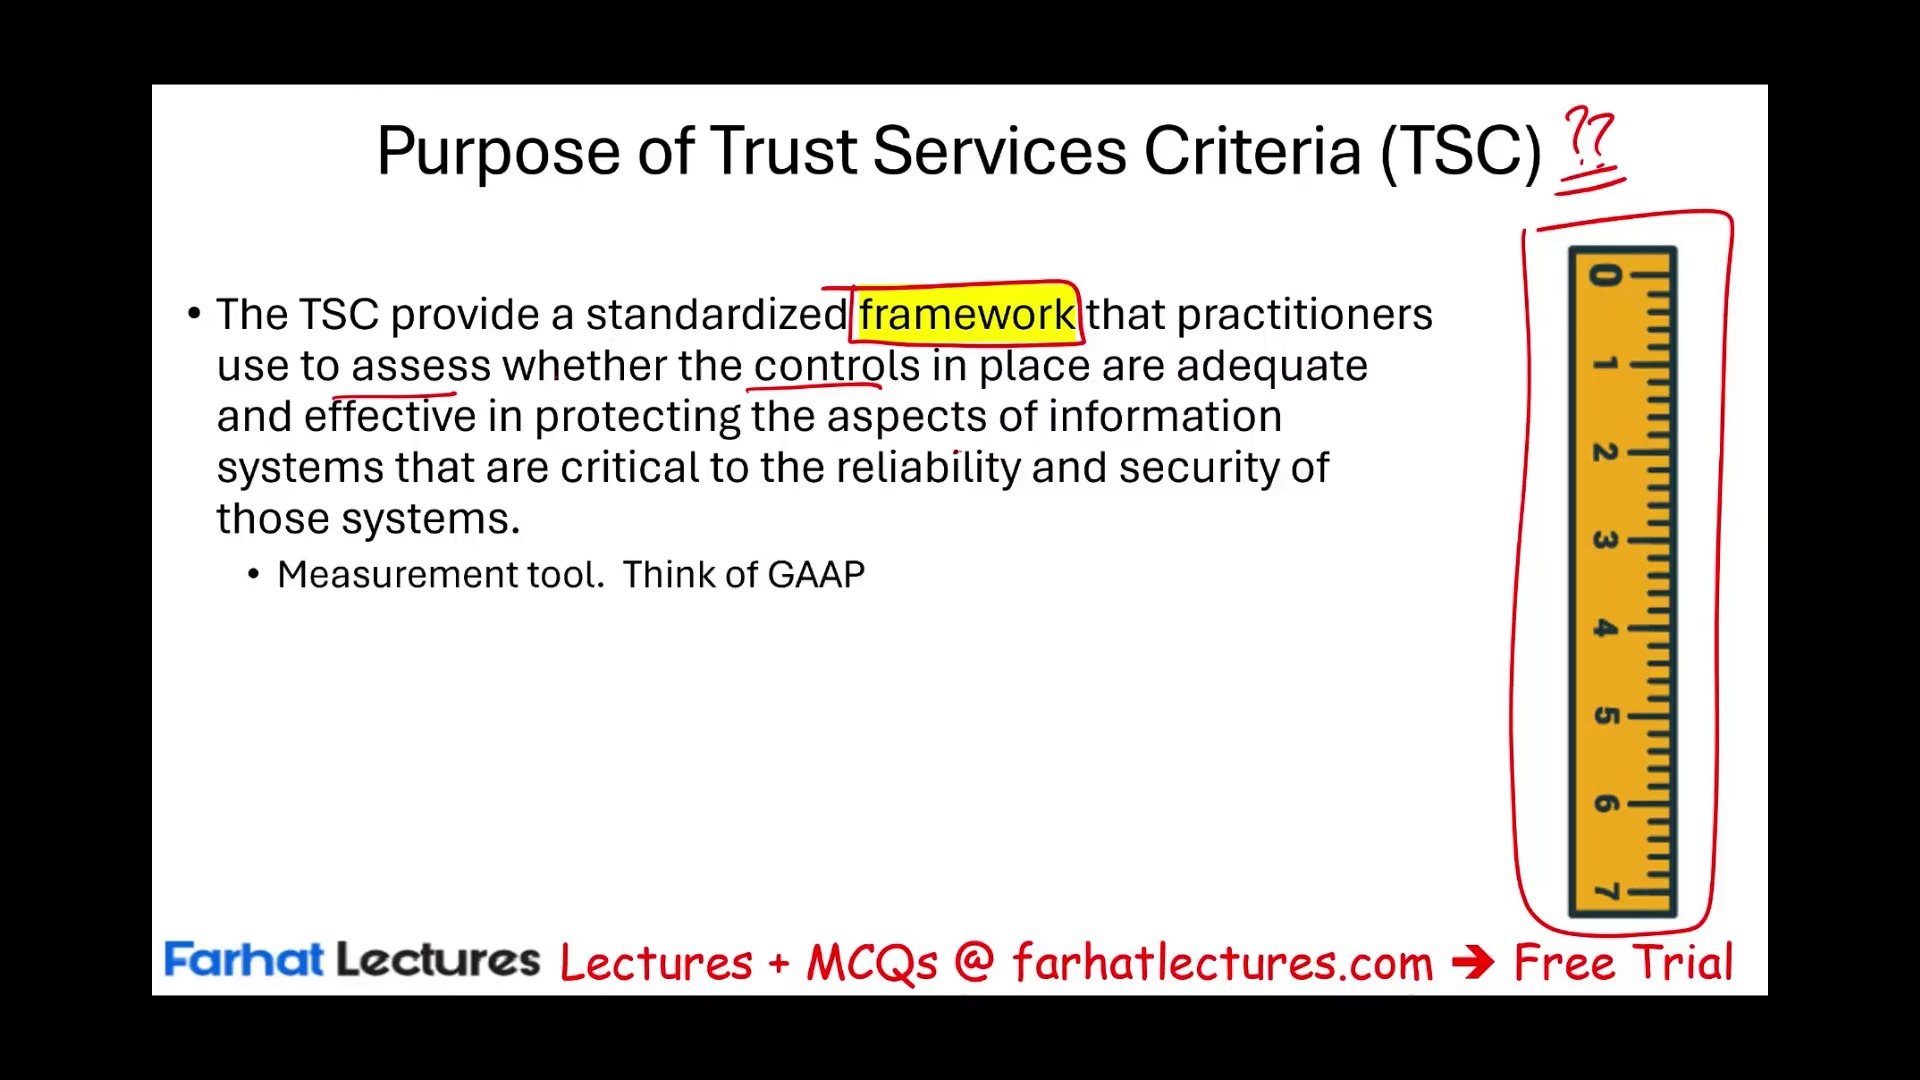 Purpose of Trust Services Criteria (TSC) ??
• The TSC provide a standardized framework that practitioners
use to assess whether the controls in place are adequate
and effective in protecting the aspects of information
systems that are critical to the reliability and security of
those systems.
• Measurement tool. Think of GAAP
0
1
2
3
4
5
6
7
Farhat Lectures Lectures + MCQs @ farhatlectures.com → Free Trial